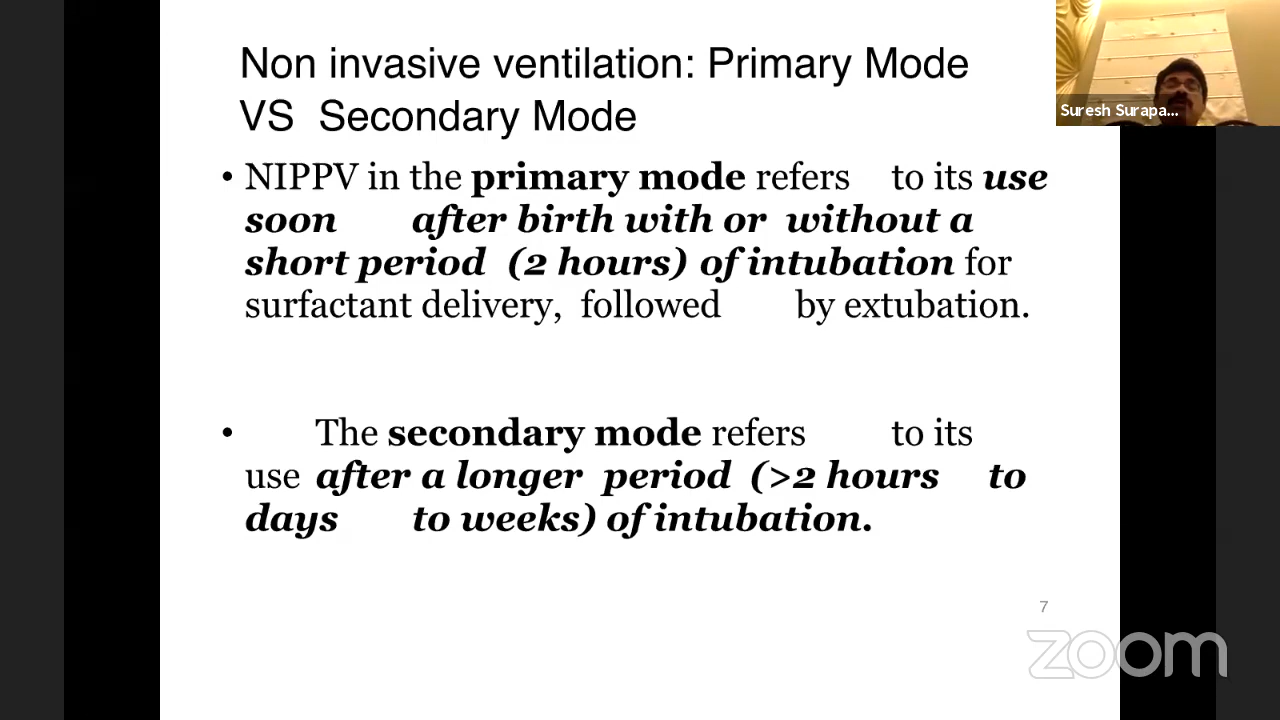 Non invasive ventilation: Primary Mode
VS Secondary Mode
• NIPPV in the primary mode refers to its use
soon after birth with or without a
short period (2 hours) of intubation for
surfactant delivery, followed by extubation.
• The secondary mode refers to its
use after a longer period (>2 hours to
days to weeks) of intubation.
7
zoom
Suresh Surapa...